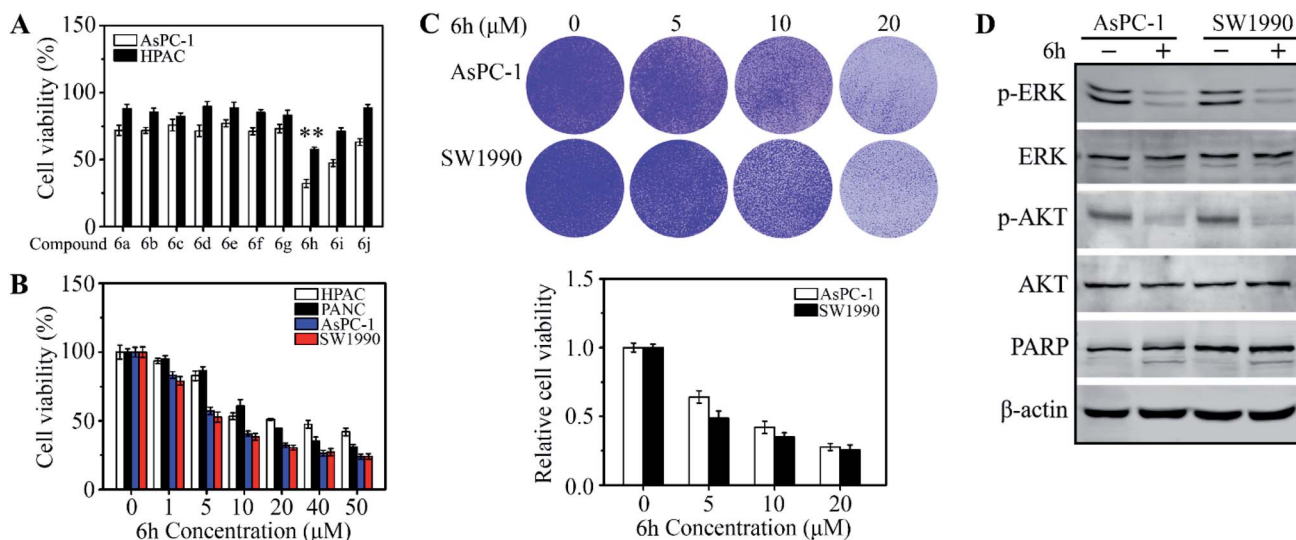 A
Cell viability (%)
150
100
50
0
AsPC-1
HPAC
**
Compound 6a 6b 6c 6d 6e 6f 6g 6h 6i 6j
B
Cell viability (%)
150
100
50
0
HPAC
PANC
AsPC-1
SW1990
0 1 5 10 20 40 50
6h Concentration (μM)
C
6h (μM) 0 5 10 20
AsPC-1
SW1990
Relative cell viability
1.5
1.0
0.5
0.0
AsPC-1
SW1990
0 5 10 20
6h Concentration (μM)
D
AsPC-1 SW1990
6h − + − +
p-ERK
ERK
p-AKT
AKT
PARP
β-actin